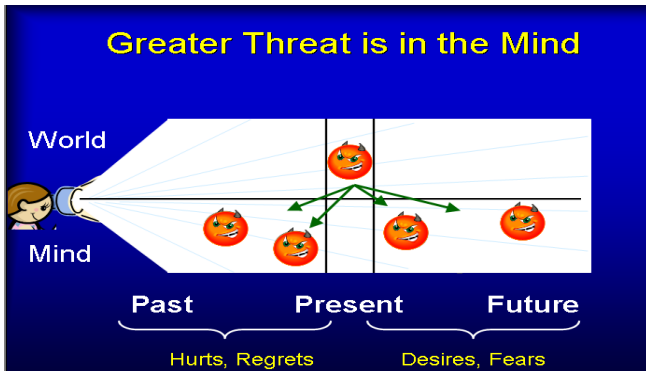 Greater Threat is in the Mind
World
Mind
Past Present Future
Hurts, Regrets Desires, Fears